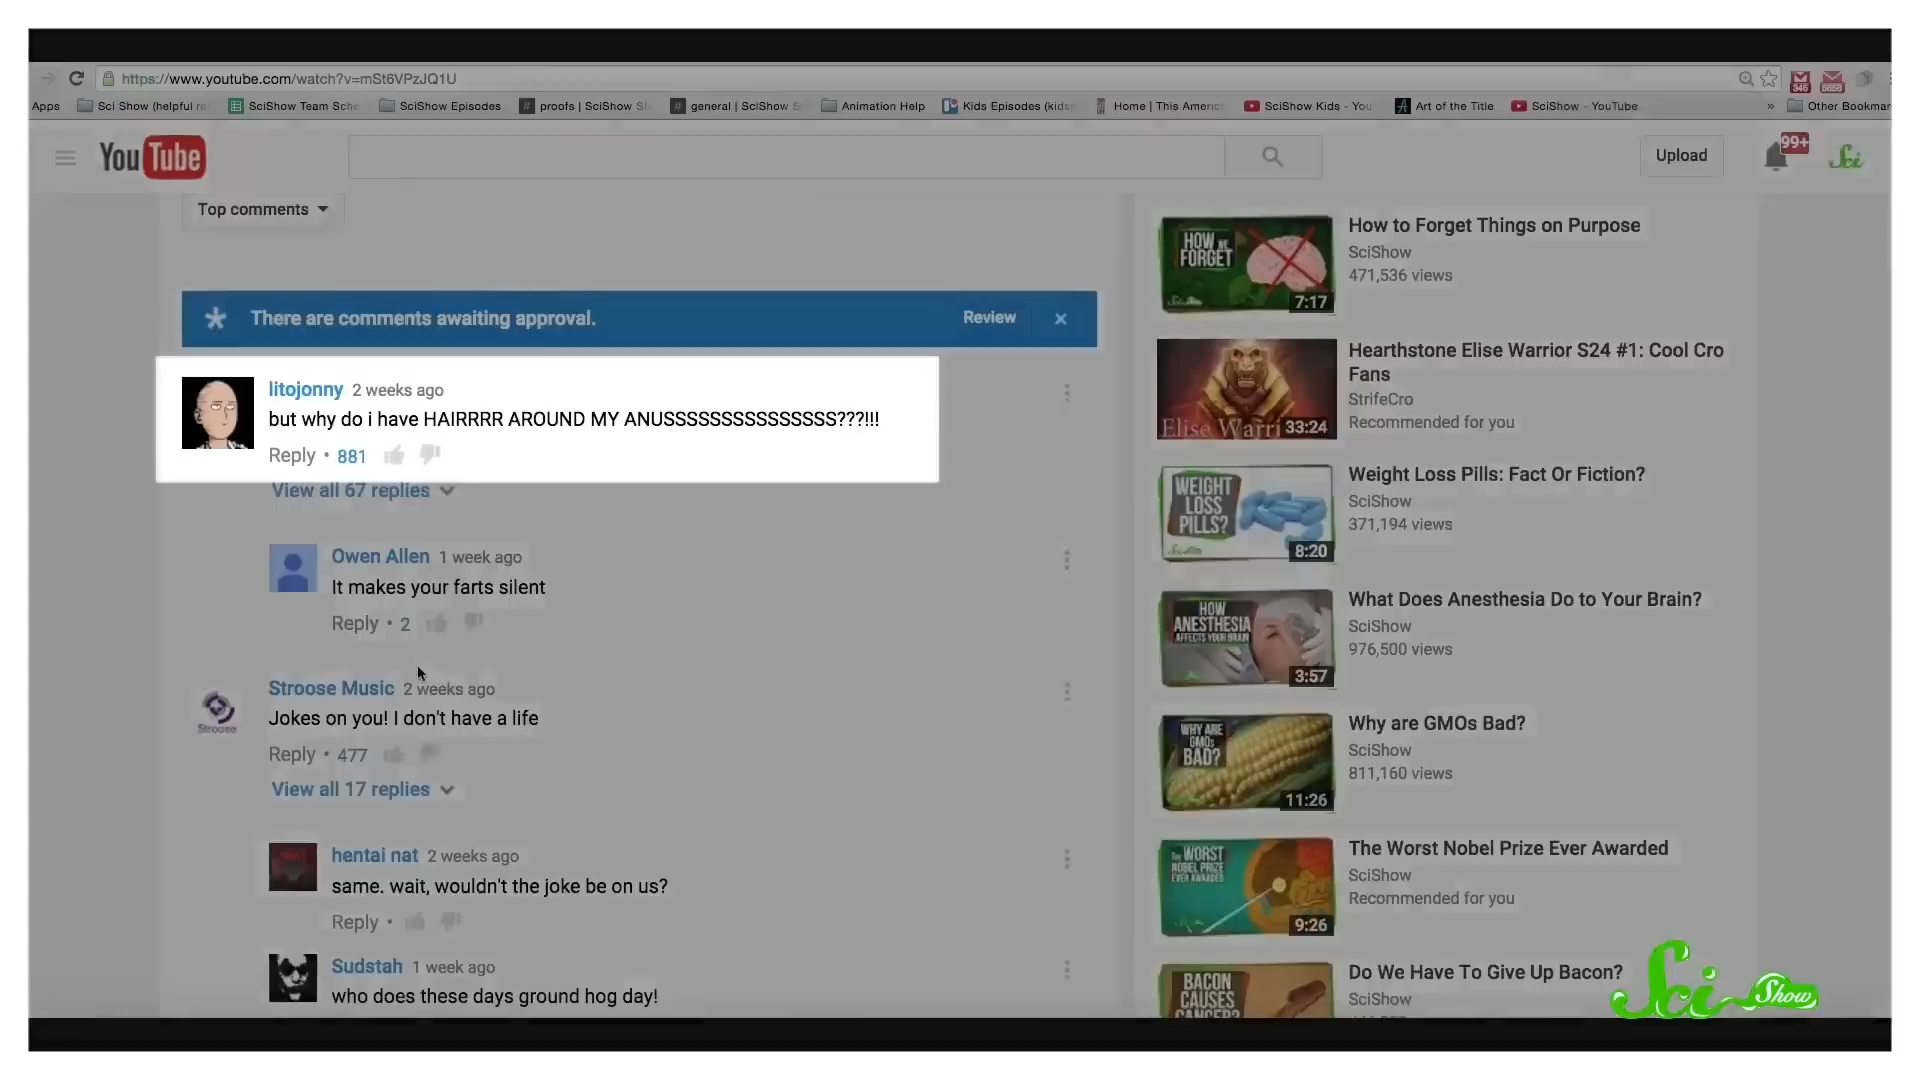 https://www.youtube.com/watch?v=mSt6VPzJQ1U
Apps Sci Show (helpful SciShow Team Sche SciShow Episodes proofs | SciShow general | SciShow Animation Help Kids Episodes (kids Home | This Americ SciShow Kids - You Art of the Title SciShow - YouTube » Other Bookmar
345 5659
YouTube
Upload
99+
Sci
Top comments
There are comments awaiting approval.
Review
litojonny 2 weeks ago
but why do i have HAIRRRR AROUND MY ANUSSSSSSSSSSSSSSS???!!!
Reply • 881
View all 67 replies
Owen Allen 1 week ago
It makes your farts silent
Reply • 2
Stroose Music 2 weeks ago
Stroose
Jokes on you! I don't have a life
Reply • 477
View all 17 replies
hentai nat 2 weeks ago
same. wait, wouldn't the joke be on us?
Reply •
Sudstah 1 week ago
who does these days ground hog day!
HOW WE
FORGET
7:17
How to Forget Things on Purpose
SciShow
471,536 views
Elise Warri
33:24
Hearthstone Elise Warrior S24 #1: Cool Cro
Fans
StrifeCro
Recommended for you
WEIGHT
LOSS
PILLS?
8:20
Weight Loss Pills: Fact Or Fiction?
SciShow
371,194 views
HOW
ANESTHESIA
AFFECTS YOUR BRAIN
3:57
What Does Anesthesia Do to Your Brain?
SciShow
976,500 views
WHY ARE
GMOs
BAD?
11:26
Why are GMOs Bad?
SciShow
811,160 views
The WORST
NOBEL PRIZE
EVER AWARDED
9:26
The Worst Nobel Prize Ever Awarded
SciShow
Recommended for you
BACON
CAUSES
CANCER?
Do We Have To Give Up Bacon?
SciShow
Sci Show